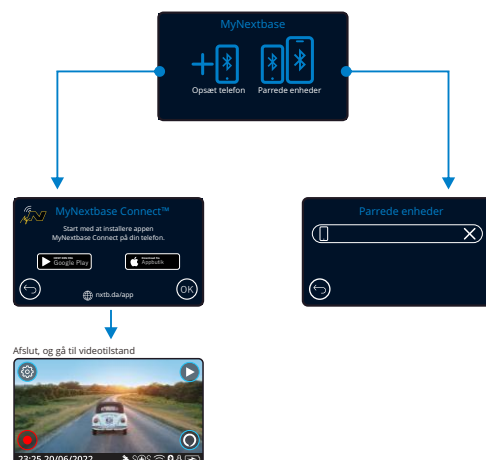 MyNextbase
Opsæt telefon
Parrede enheder
MyNextbase Connect™
Start med at installere appen
MyNextbase Connect på din telefon.
Google Play
Appbutik
OK
nxtb.da/app
Parrede enheder
Afslut, og gå til videotilstand
23:25 20/06/2022
SOS